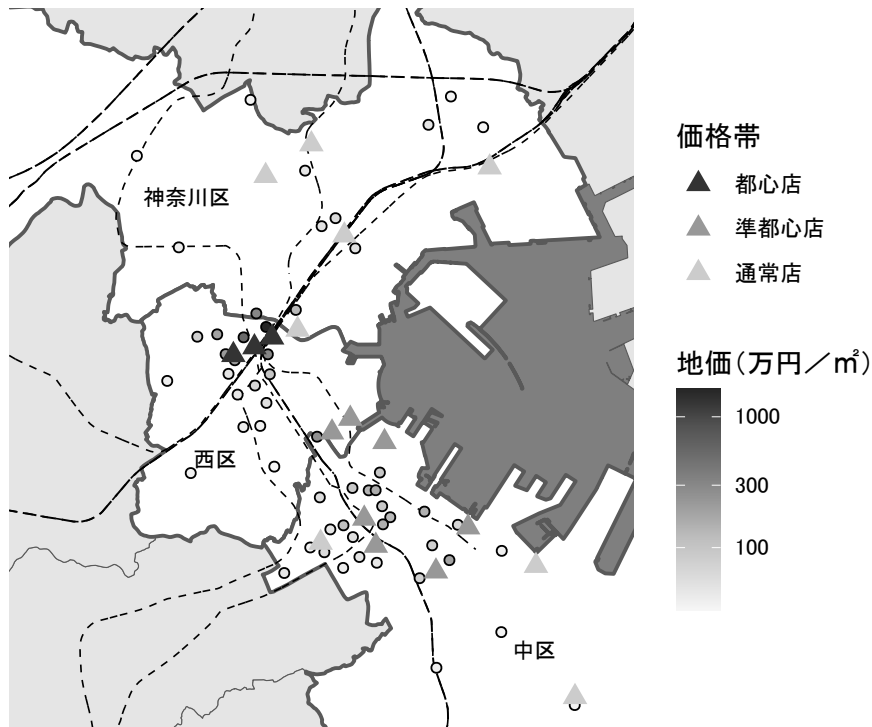 価格帯
都心店
準都心店
通常店
地価(万円/㎡)
1000
300
100
神奈川区
西区
中区